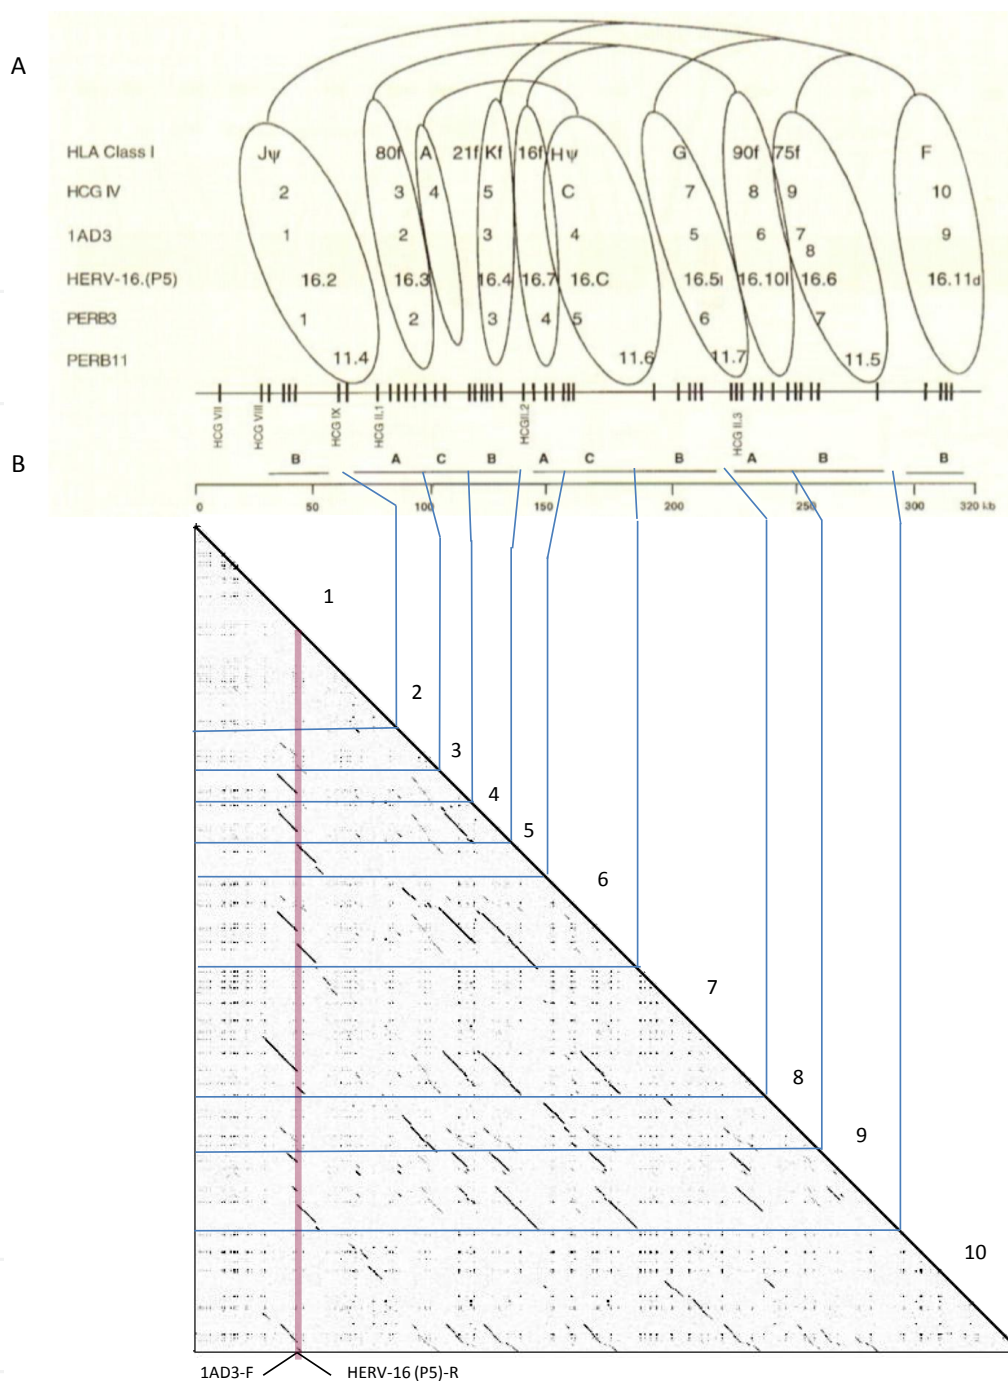 A
HLA Class I Jψ 80f A 21f Kf 16f Hψ G 90f 75f F
HCG IV 2 3 4 5 C 7 8 9 10
1AD3 1 2 3 4 5 6 7 9
8
HERV-16.(P5) 16.2 16.3 16.4 16.7 16.C 16.5l 16.10l 16.6 16.11d
PERB3 1 2 3 4 5 6 7
PERB11 11.4 11.6 11.7 11.5
HCG VII HCG VIII HCG IX HCG II.1 HCGII.2 HCG II.3
B
B A C B A C B A B B
0 50 100 150 200 250 300 320 kb
1
2
3
4
5
6
7
8
9
10
1AD3-F HERV-16 (P5)-R